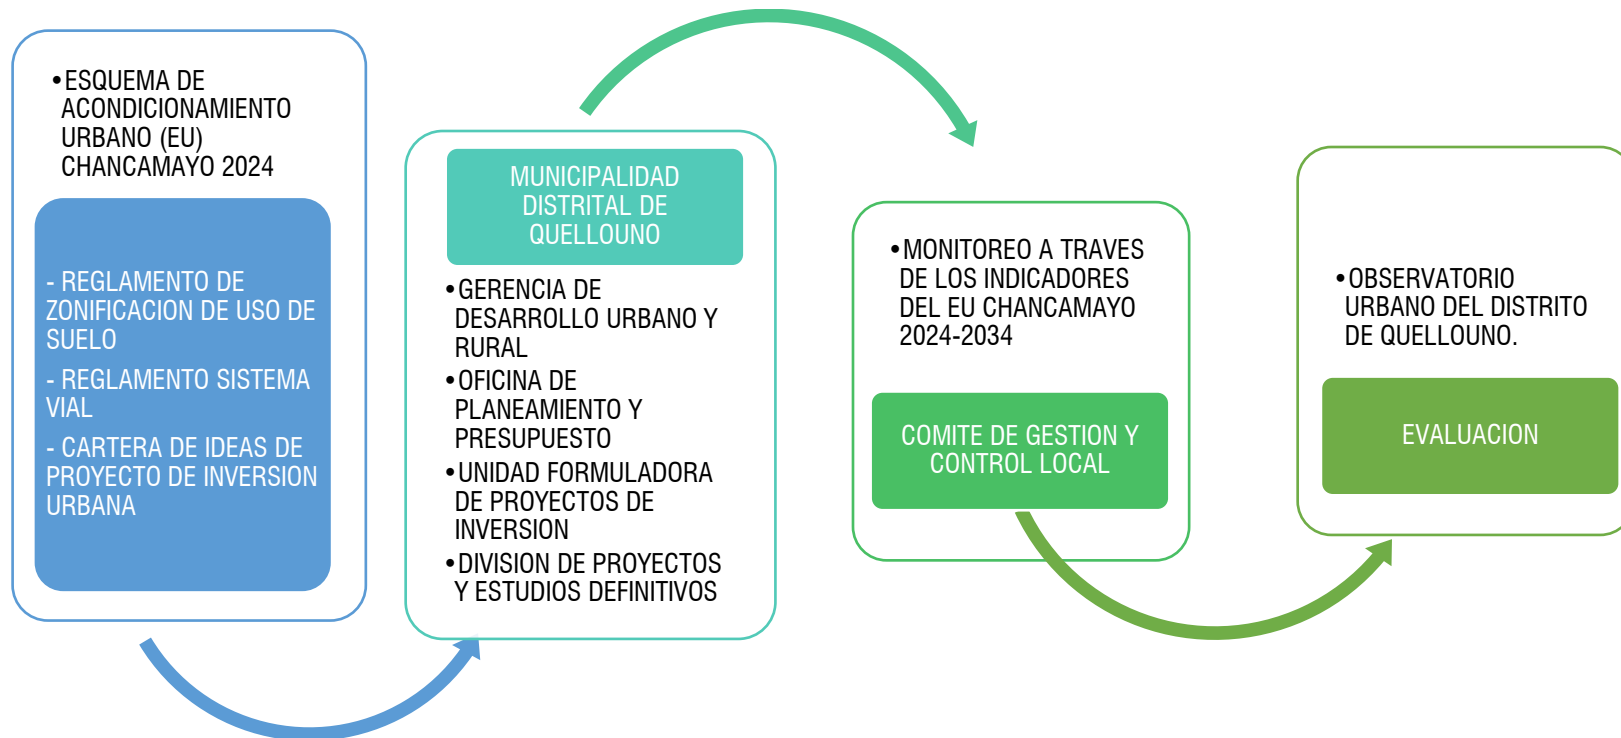 •ESQUEMA DE
ACONDICIONAMIENTO
URBANO (EU)
CHANCAMAYO 2024
- REGLAMENTO DE
ZONIFICACION DE USO DE
SUELO
- REGLAMENTO SISTEMA
VIAL
- CARTERA DE IDEAS DE
PROYECTO DE INVERSION
URBANA
MUNICIPALIDAD
DISTRITAL DE
QUELLOUNO
•GERENCIA DE
DESARROLLO URBANO Y
RURAL
•OFICINA DE
PLANEAMIENTO Y
PRESUPUESTO
•UNIDAD FORMULADORA
DE PROYECTOS DE
INVERSION
•DIVISION DE PROYECTOS
Y ESTUDIOS DEFINITIVOS
•MONITOREO A TRAVES
DE LOS INDICADORES
DEL EU CHANCAMAYO
2024-2034
COMITE DE GESTION Y
CONTROL LOCAL
•OBSERVATORIO
URBANO DEL DISTRITO
DE QUELLOUNO.
EVALUACION